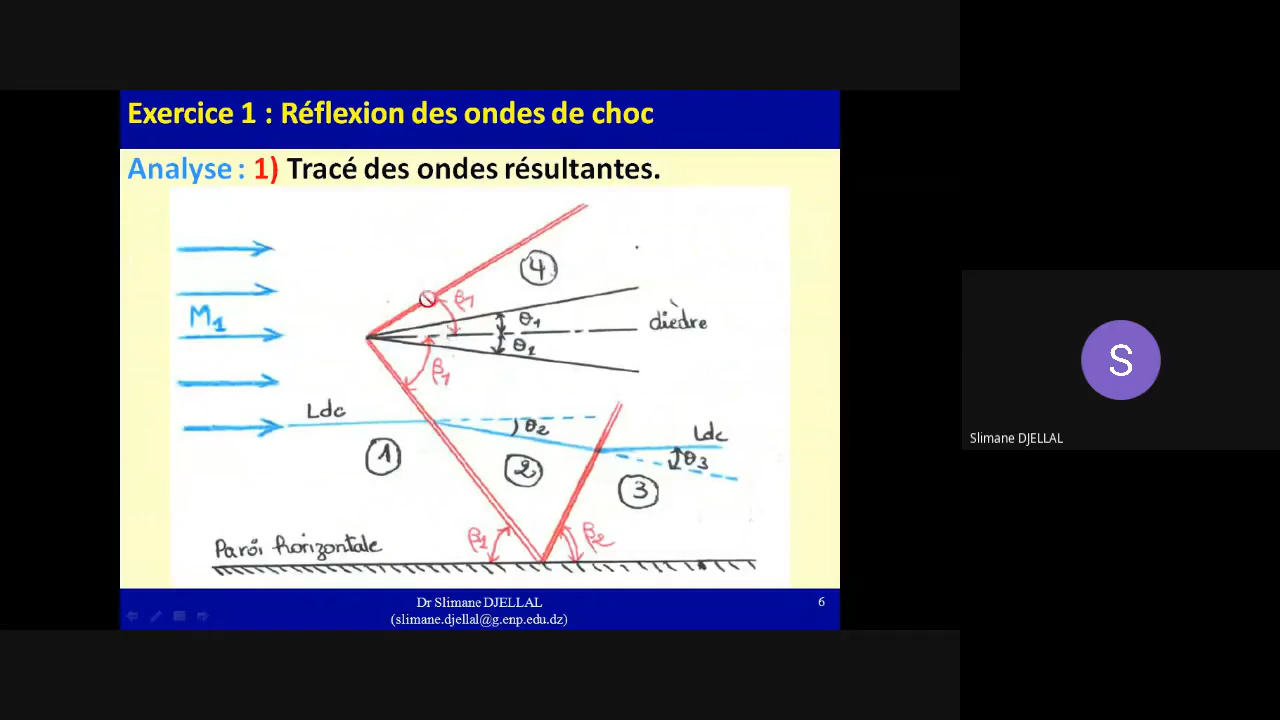 Exercice 1 : Réflexion des ondes de choc
Analyse : 1) Tracé des ondes résultantes.
4
β1
M1
θ1
dièdre
θ1
β1
Ldc
θ2
Ldc
θ3
1
2
3
β1
β2
Paroi horizontale
Dr Slimane DJELLAL
(slimane.djellal@g.enp.edu.dz)
6
S
Slimane DJELLAL